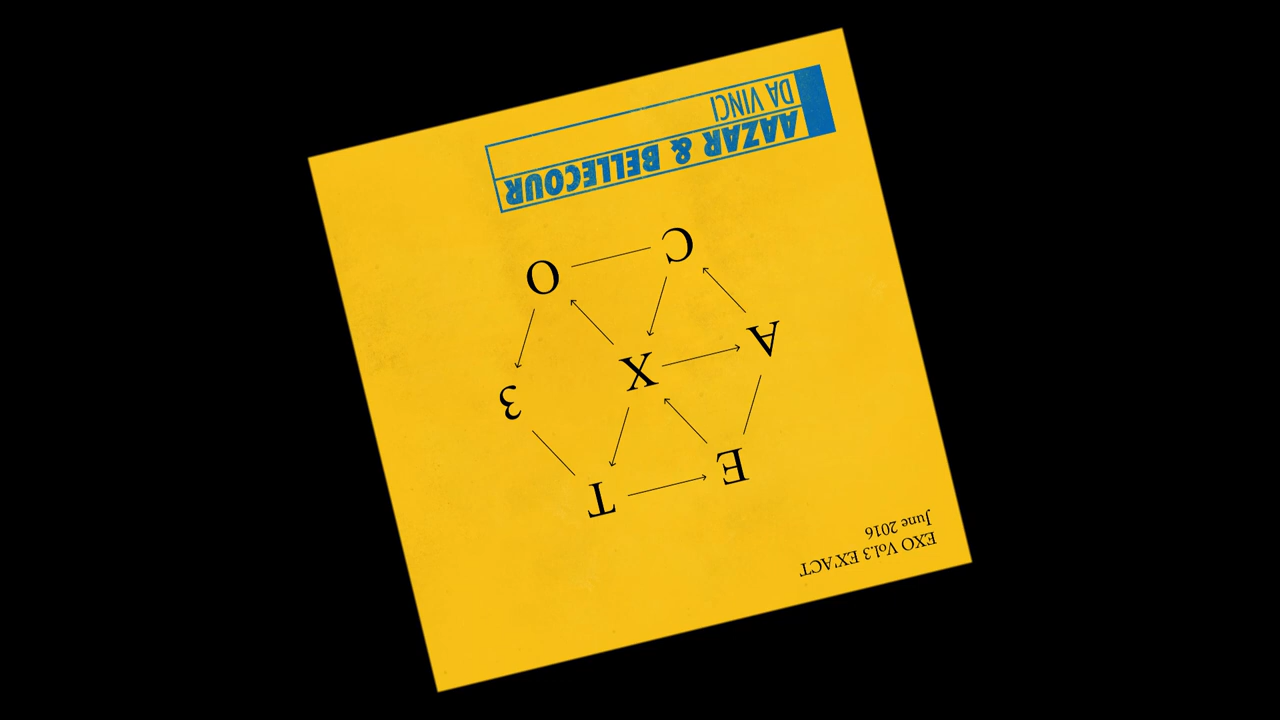 EXO Vol.3 EX'ACT
June 2016
E T
A X 3
C O
AAZAR & BELLECOUR
DA VINCI